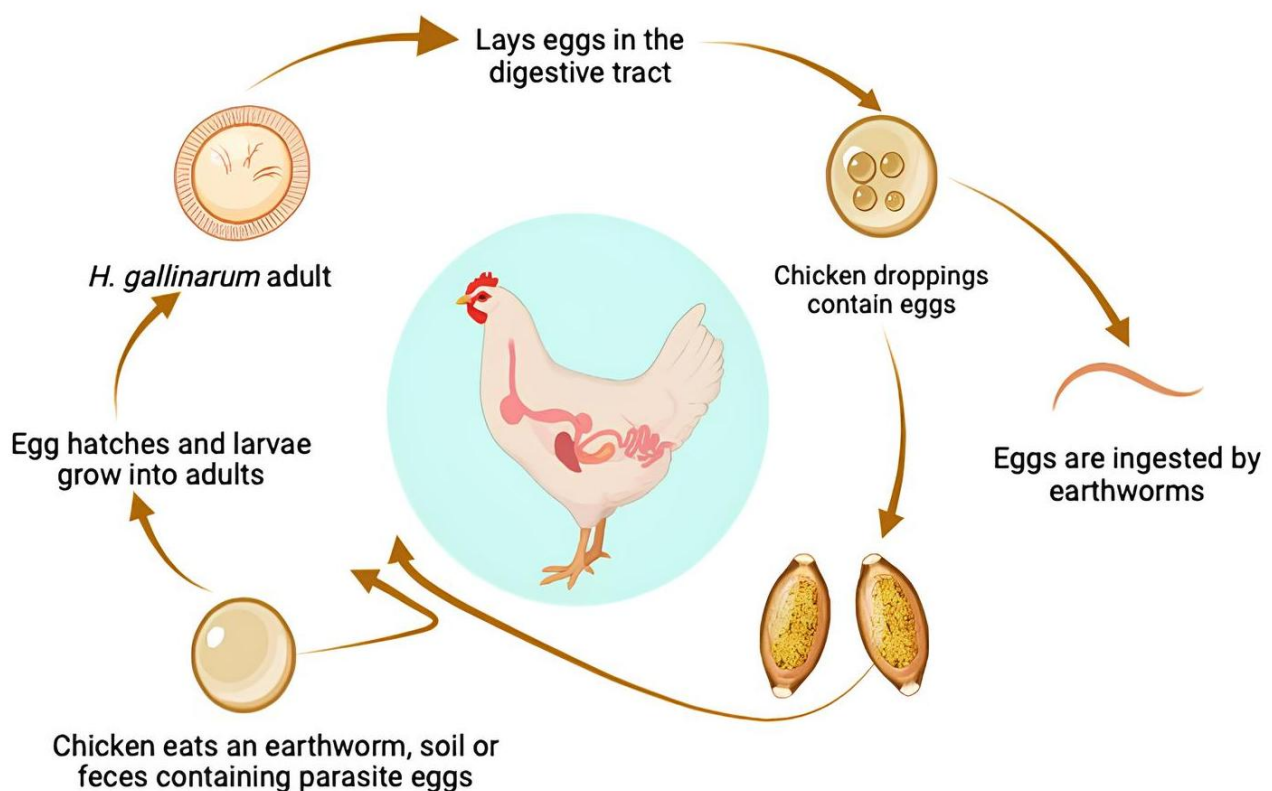 Lays eggs in the
digestive tract
Chicken droppings
contain eggs
Eggs are ingested by
earthworms
Chicken eats an earthworm, soil or
feces containing parasite eggs
Egg hatches and larvae
grow into adults
H. gallinarum adult